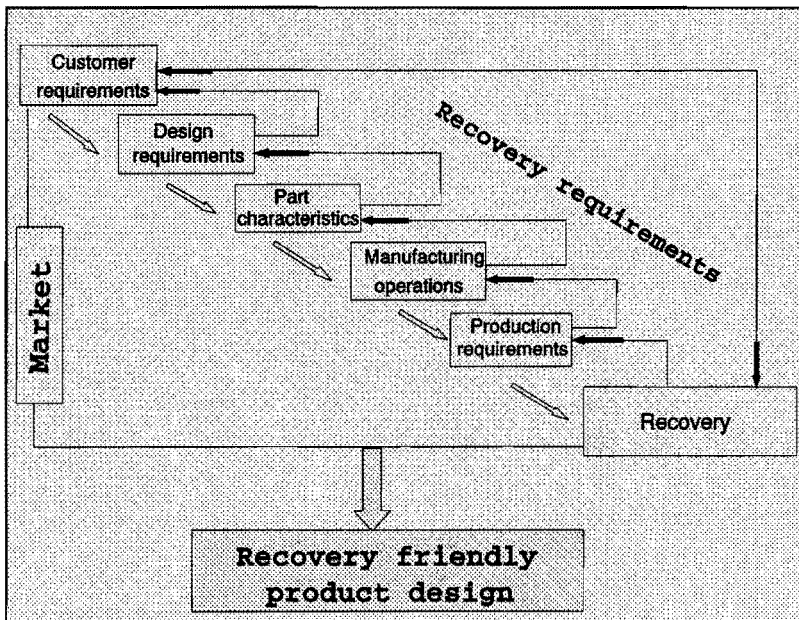 Customer
requirements
Design
requirements
Recovery requirements
Part
characteristics
Manufacturing
operations
Market
Production
requirements
Recovery
Recovery friendly
product design